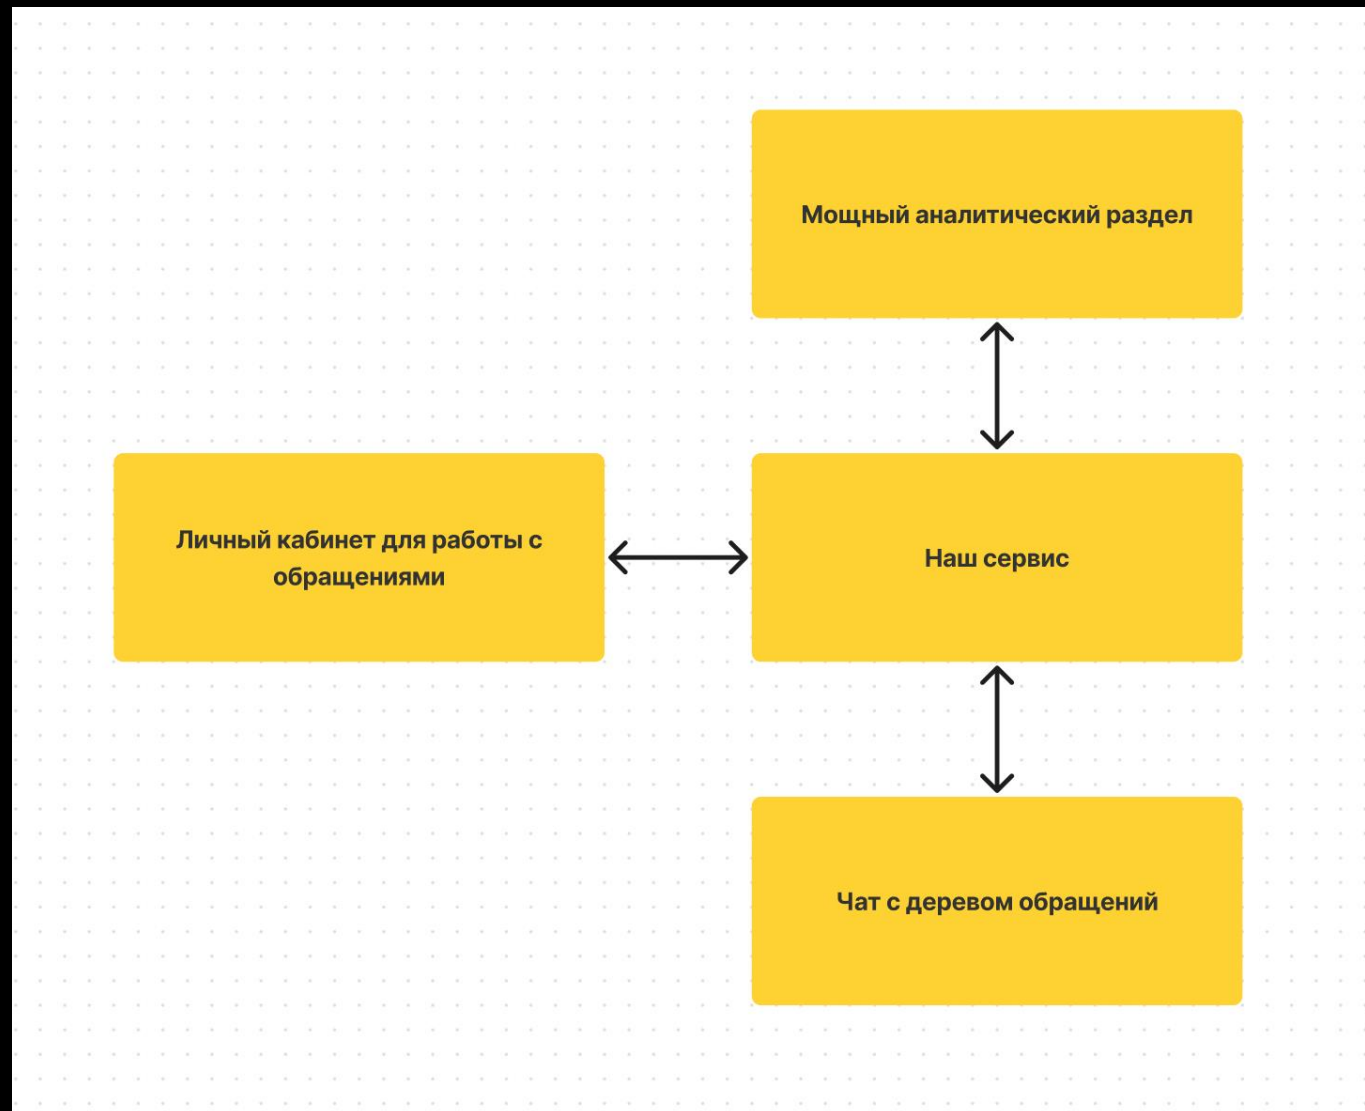 Мощный аналитический раздел
Личный кабинет для работы с
обращениями
Наш сервис
Чат с деревом обращений